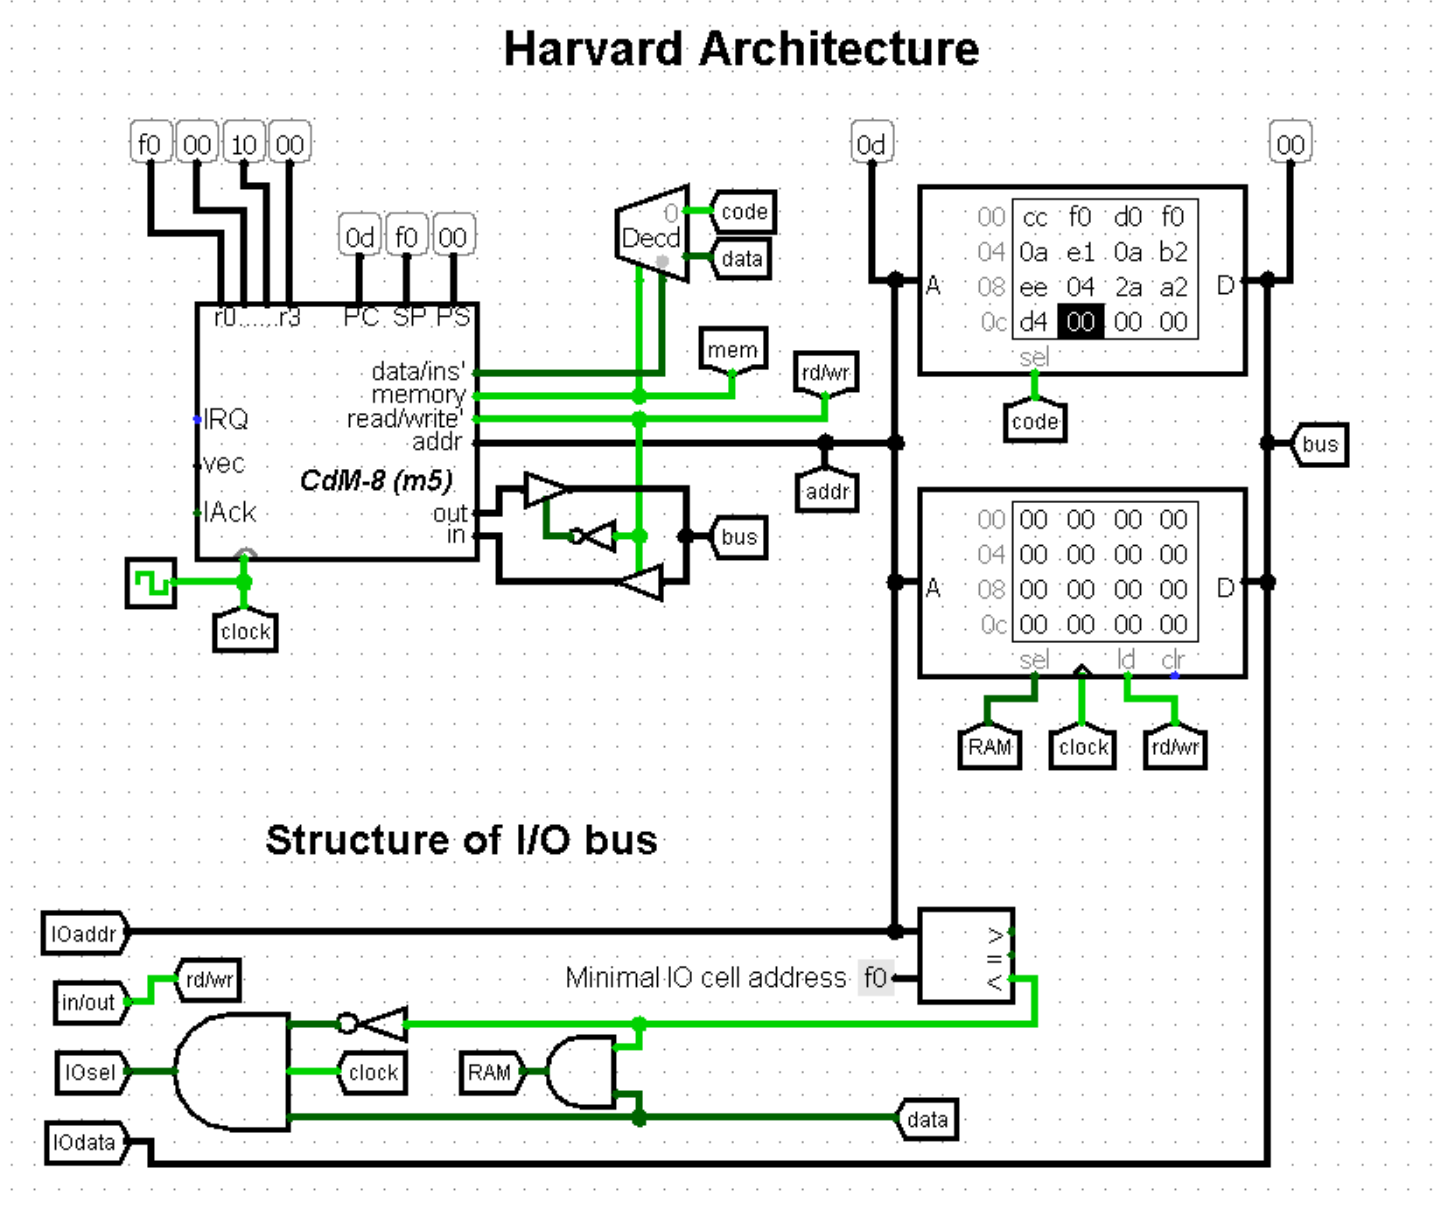 Harvard Architecture
f0 00 10 00
0d
00
0d f0 00
0
Decd
code
data
r0.......r3 PC SP PS
data/ins'
memory
read/write'
addr
IRQ
vec
IAck
CdM-8 (m5)
out
in
clock
mem
rd/wr
addr
bus
A
00 cc f0 d0 f0
04 0a e1 0a b2
08 ee 04 2a a2
0c d4 00 00 00
D
sel
code
bus
A
00 00 00 00 00
04 00 00 00 00
08 00 00 00 00
0c 00 00 00 00
D
sel ld clr
RAM clock rd/wr
Structure of I/O bus
IOaddr
Minimal IO cell address f0
>
=
<
in/out
rd/wr
IOsel
clock
RAM
data
IOdata